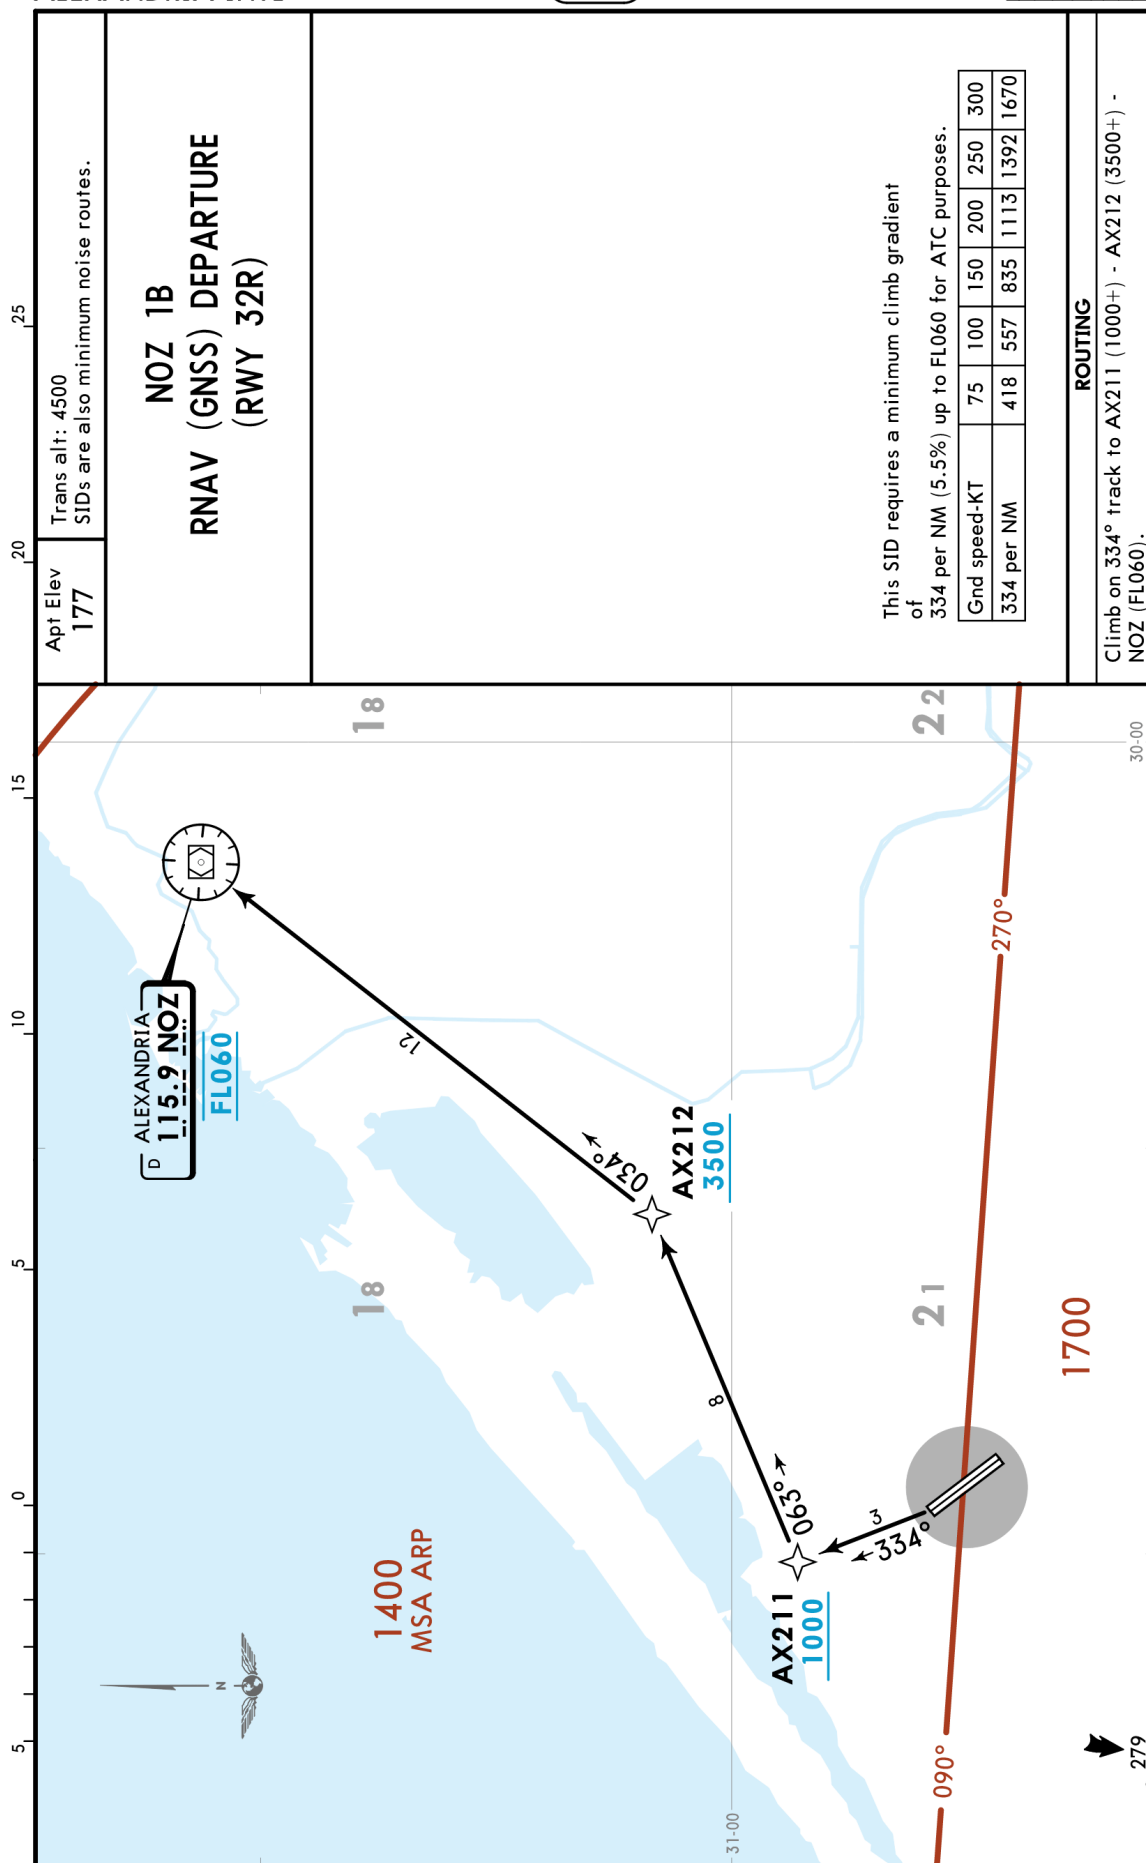 Apt Elev
177
Trans alt: 4500
SIDs are also minimum noise routes.
NOZ 1B
RNAV (GNSS) DEPARTURE
(RWY 32R)
This SID requires a minimum climb gradient
of
334 per NM (5.5%) up to FL060 for ATC purposes.
Gnd speed-KT 75 100 150 200 250 300
334 per NM 418 557 835 1113 1392 1670
ROUTING
Climb on 334° track to AX211 (1000+) - AX212 (3500+) -
NOZ (FL060).
5 0 5 10 15 20 25
ALEXANDRIA
D 115.9 NOZ
FL060
12
034°
AX212
3500
8
063°
AX211
1000
3
334°
N
1400
MSA ARP
1700
090°
270°
18
18
21
22
31-00
30-00
279